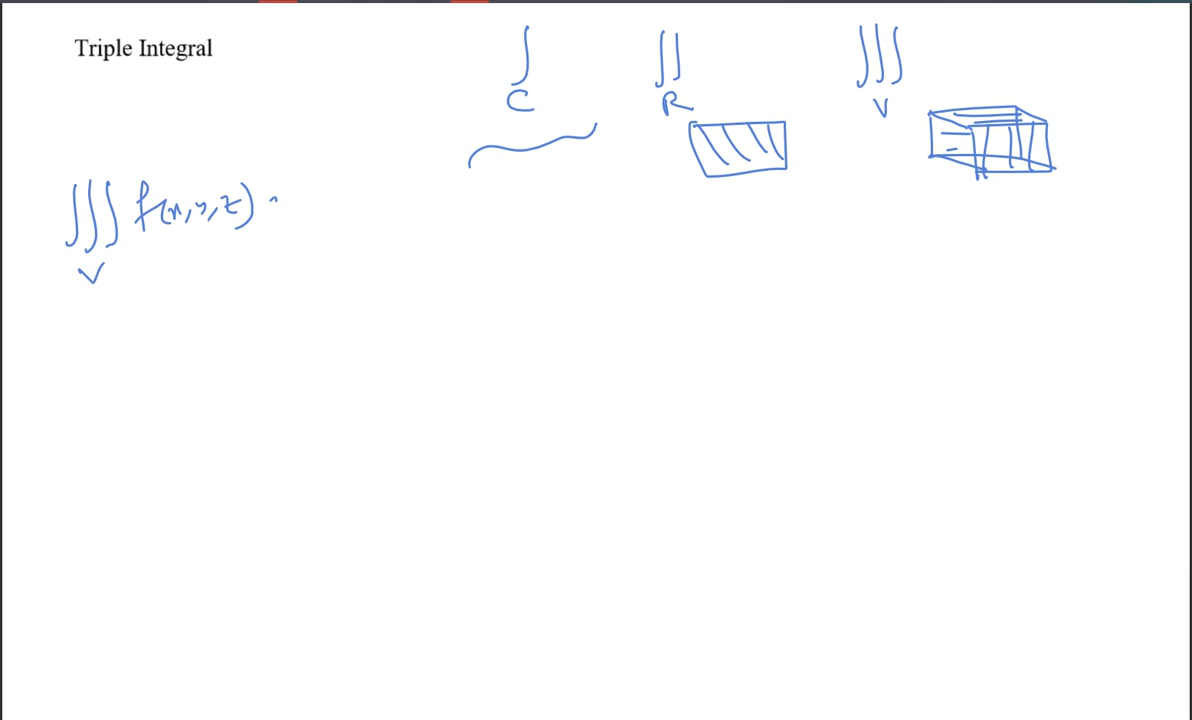 Triple Integral
∫ ∬ ∭
C R V
∭ f(x,y,z)
V